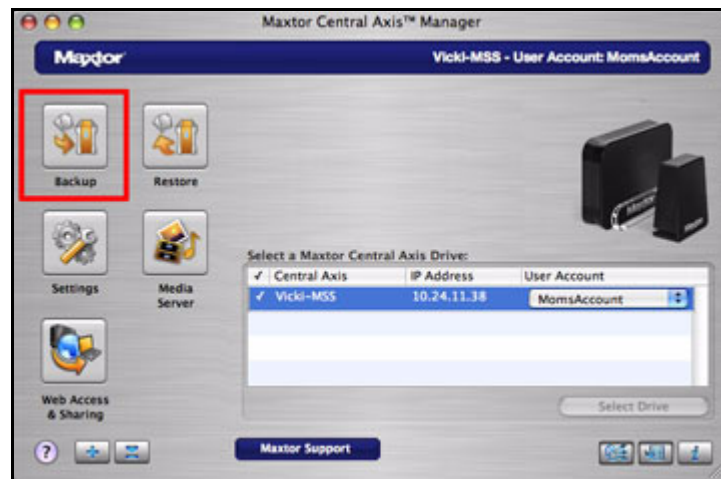 Maxtor Central Axis™ Manager
Maxtor
Vicki-MSS - User Account: MomsAccount
Backup
Restore
Settings
Media
Server
Web Access
& Sharing
Maxtor
Select a Maxtor Central Axis Drive:
✓ Central Axis IP Address User Account
✓ Vicki-MSS 10.24.11.38 MomsAccount
Select Drive
?
Maxtor Support
i